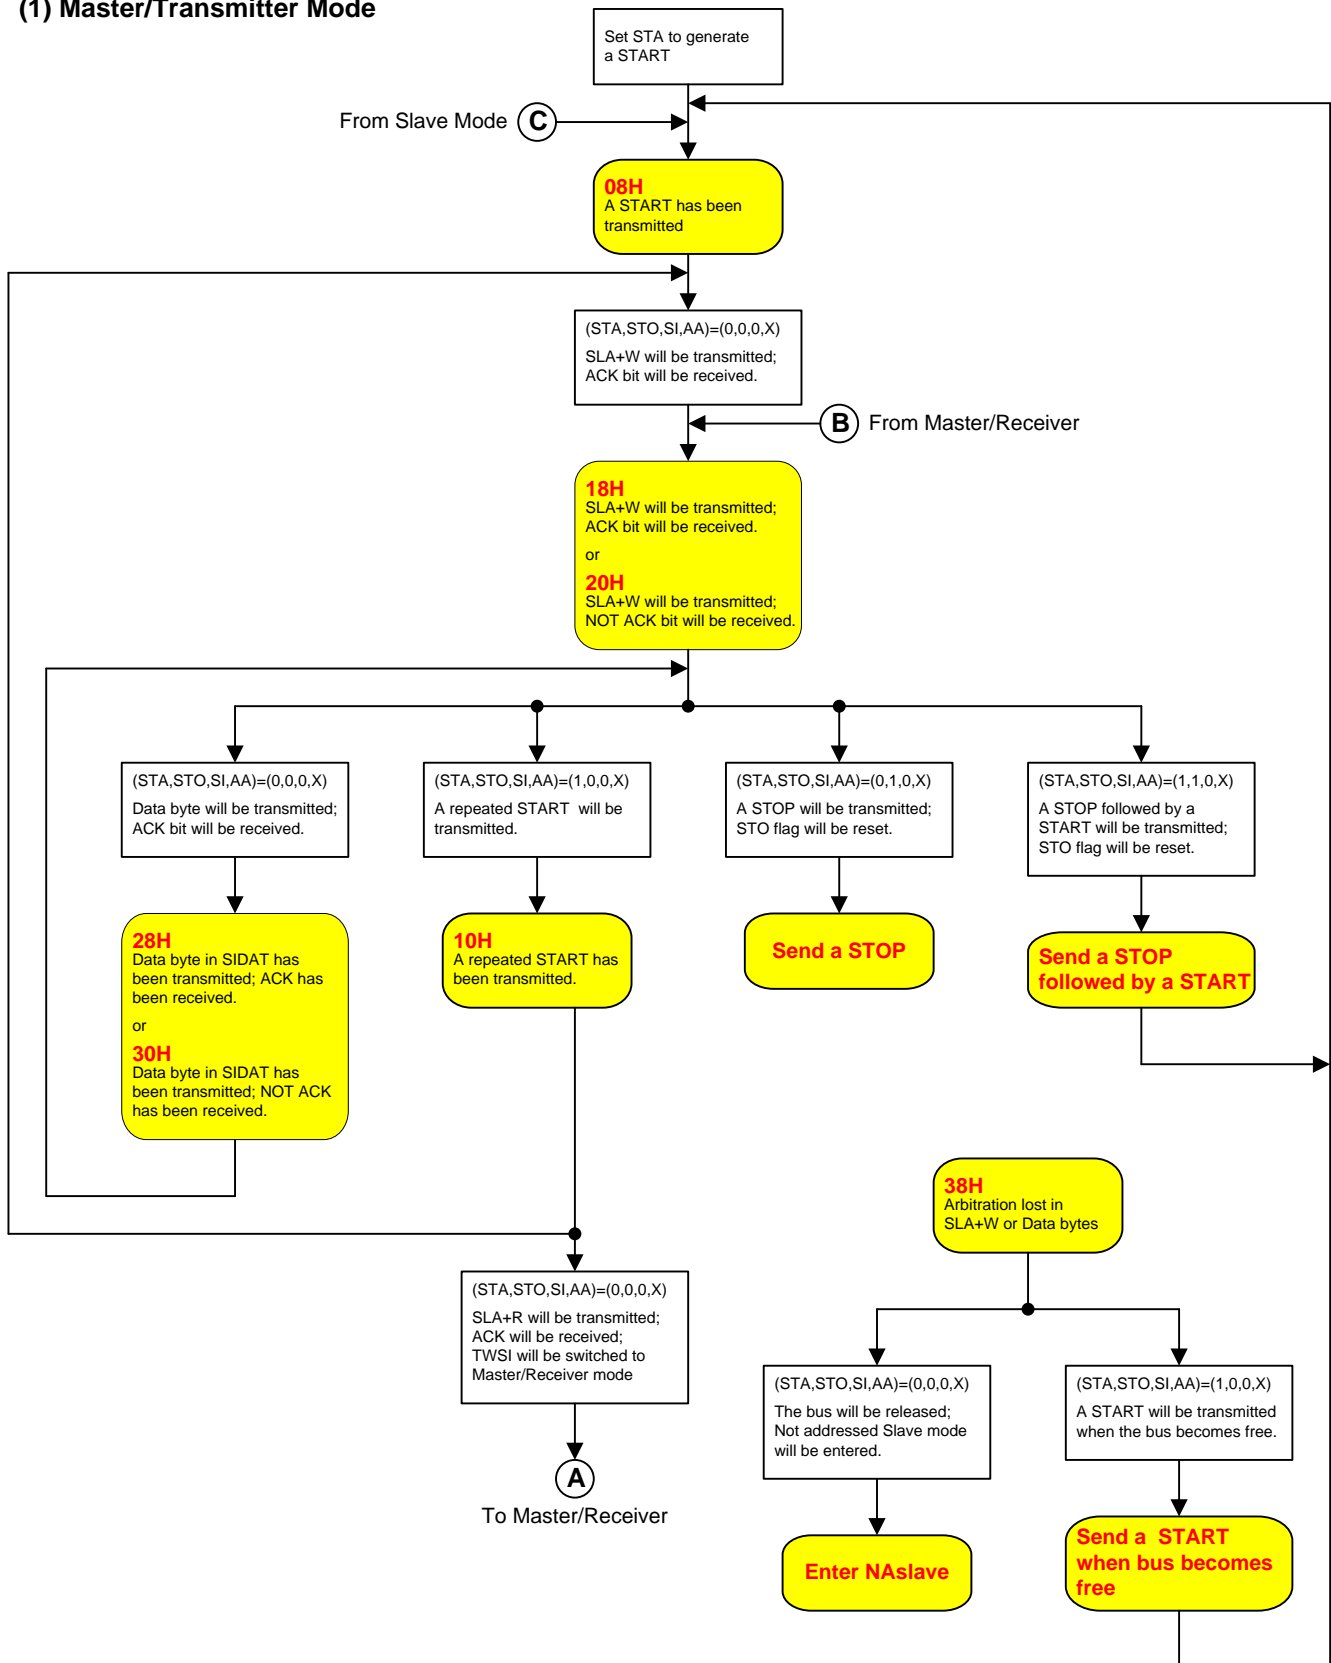 (1) Master/Transmitter Mode
Set STA to generate
a START
From Slave Mode
C
08H
A START has been
transmitted
(STA,STO,SI,AA)=(0,0,0,X)
SLA+W will be transmitted;
ACK bit will be received.
B
From Master/Receiver
18H
SLA+W will be transmitted;
ACK bit will be received.
or
20H
SLA+W will be transmitted;
NOT ACK bit will be received.
(STA,STO,SI,AA)=(0,0,0,X)
Data byte will be transmitted;
ACK bit will be received.
(STA,STO,SI,AA)=(1,0,0,X)
A repeated START will be
transmitted.
(STA,STO,SI,AA)=(0,1,0,X)
A STOP will be transmitted;
STO flag will be reset.
(STA,STO,SI,AA)=(1,1,0,X)
A STOP followed by a
START will be transmitted;
STO flag will be reset.
28H
Data byte in SIDAT has
been transmitted; ACK has
been received.
or
30H
Data byte in SIDAT has
been transmitted; NOT ACK
has been received.
10H
A repeated START has
been transmitted.
Send a STOP
Send a STOP
followed by a START
38H
Arbitration lost in
SLA+W or Data bytes
(STA,STO,SI,AA)=(0,0,0,X)
SLA+R will be transmitted;
ACK will be received;
TWSI will be switched to
Master/Receiver mode
A
To Master/Receiver
(STA,STO,SI,AA)=(0,0,0,X)
The bus will be released;
Not addressed Slave mode
will be entered.
(STA,STO,SI,AA)=(1,0,0,X)
A START will be transmitted
when the bus becomes free.
Enter NAslave
Send a START
when bus becomes
free